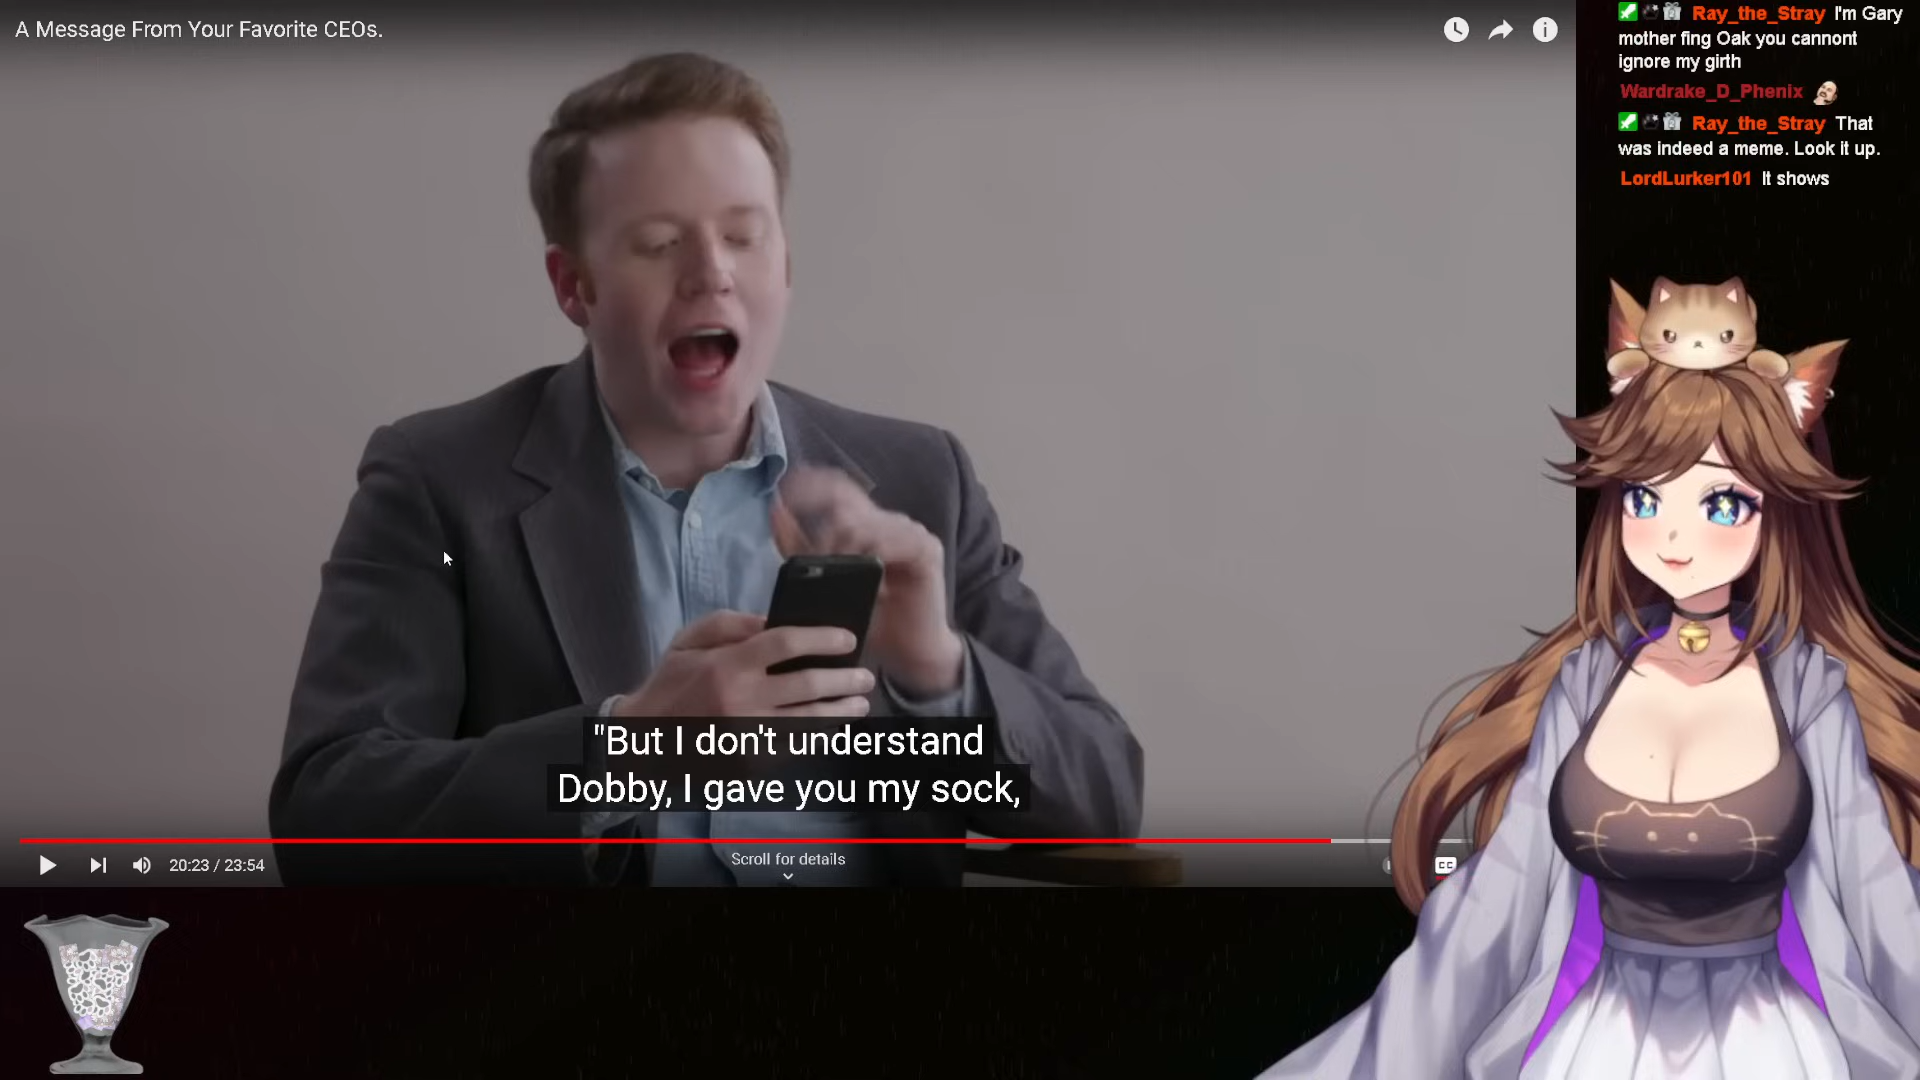 A Message From Your Favorite CEOs.
"But I don't understand
Dobby, I gave you my sock,
20:23 / 23:54
Scroll for details
CC
Ray_the_Stray I'm Gary
mother fing Oak you cannont
ignore my girth
Wardrake_D_Phenix
Ray_the_Stray That
was indeed a meme. Look it up.
LordLurker101 It shows